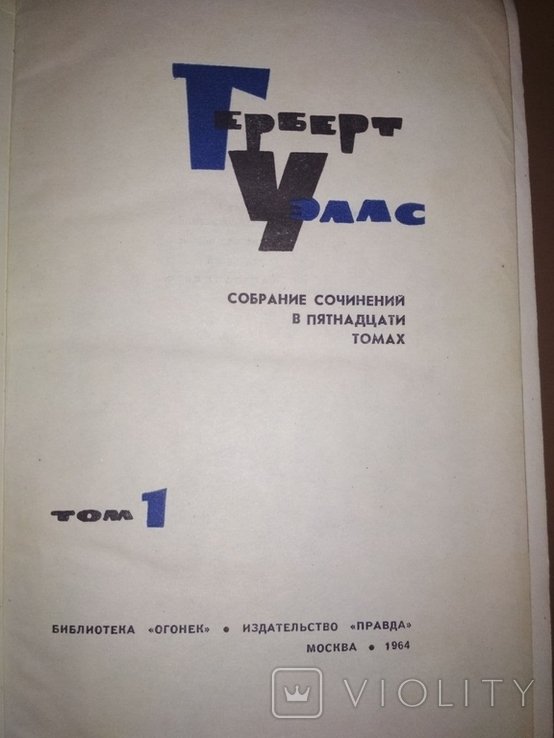 Герберт
Уэллс
СОБРАНИЕ СОЧИНЕНИЙ
В ПЯТНАДЦАТИ
ТОМАХ
ТОМ 1
БИБЛИОТЕКА «ОГОНЕК» • ИЗДАТЕЛЬСТВО «ПРАВДА»
МОСКВА • 1964
VIOLITY